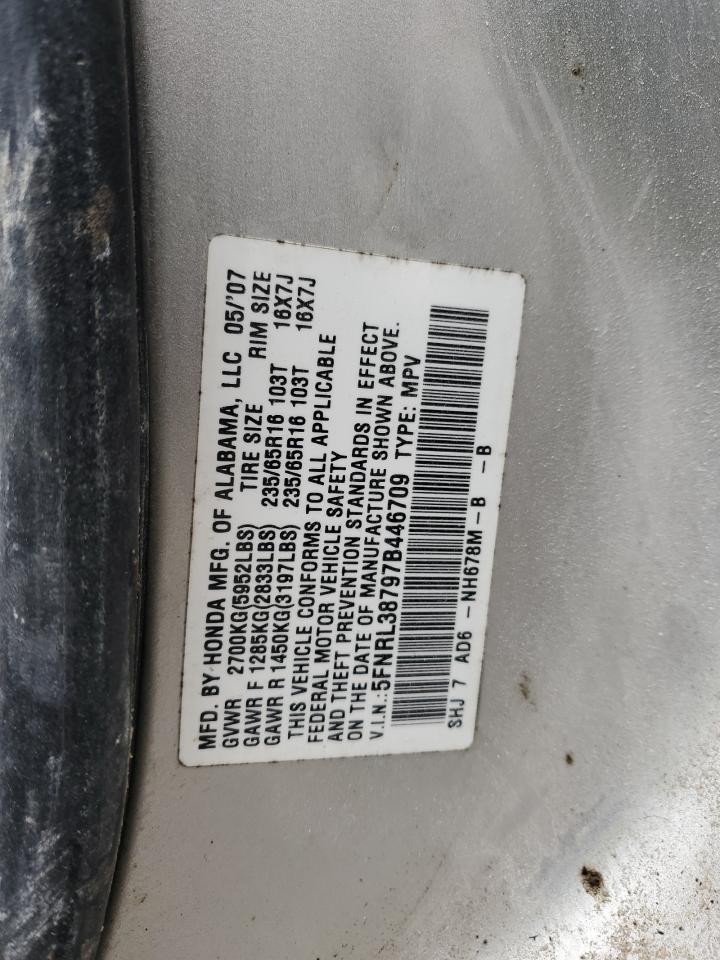 MFD. BY HONDA MFG. OF ALABAMA, LLC 05/'07
GVWR 2700KG(5952LBS) TIRE SIZE RIM SIZE
GAWR F 1285KG(2833LBS) 235/65R16 103T 16X7J
GAWR R 1450KG(3197LBS) 235/65R16 103T 16X7J
THIS VEHICLE CONFORMS TO ALL APPLICABLE
FEDERAL MOTOR VEHICLE SAFETY
AND THEFT PREVENTION STANDARDS IN EFFECT
ON THE DATE OF MANUFACTURE SHOWN ABOVE.
V.I.N.:5FNRL38797B446709 TYPE: MPV
SHJ 7 AD6 -NH678M-B -B